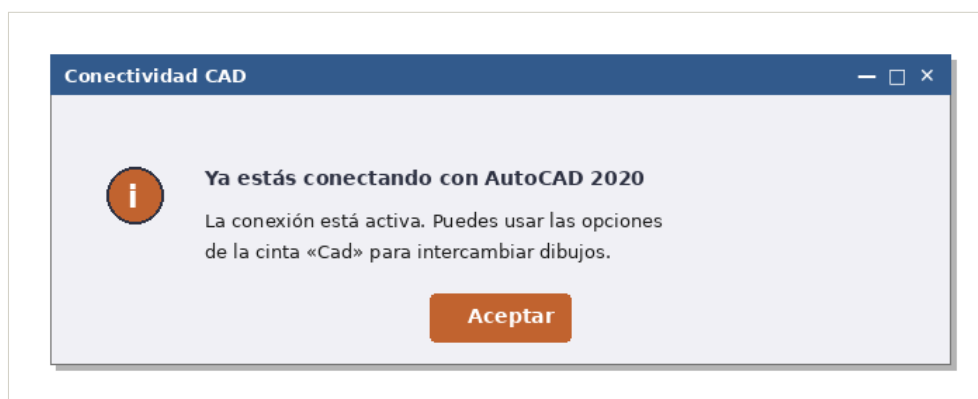 Conectividad CAD
i
Ya estás conectando con AutoCAD 2020
La conexión está activa. Puedes usar las opciones
de la cinta «Cad» para intercambiar dibujos.
Aceptar